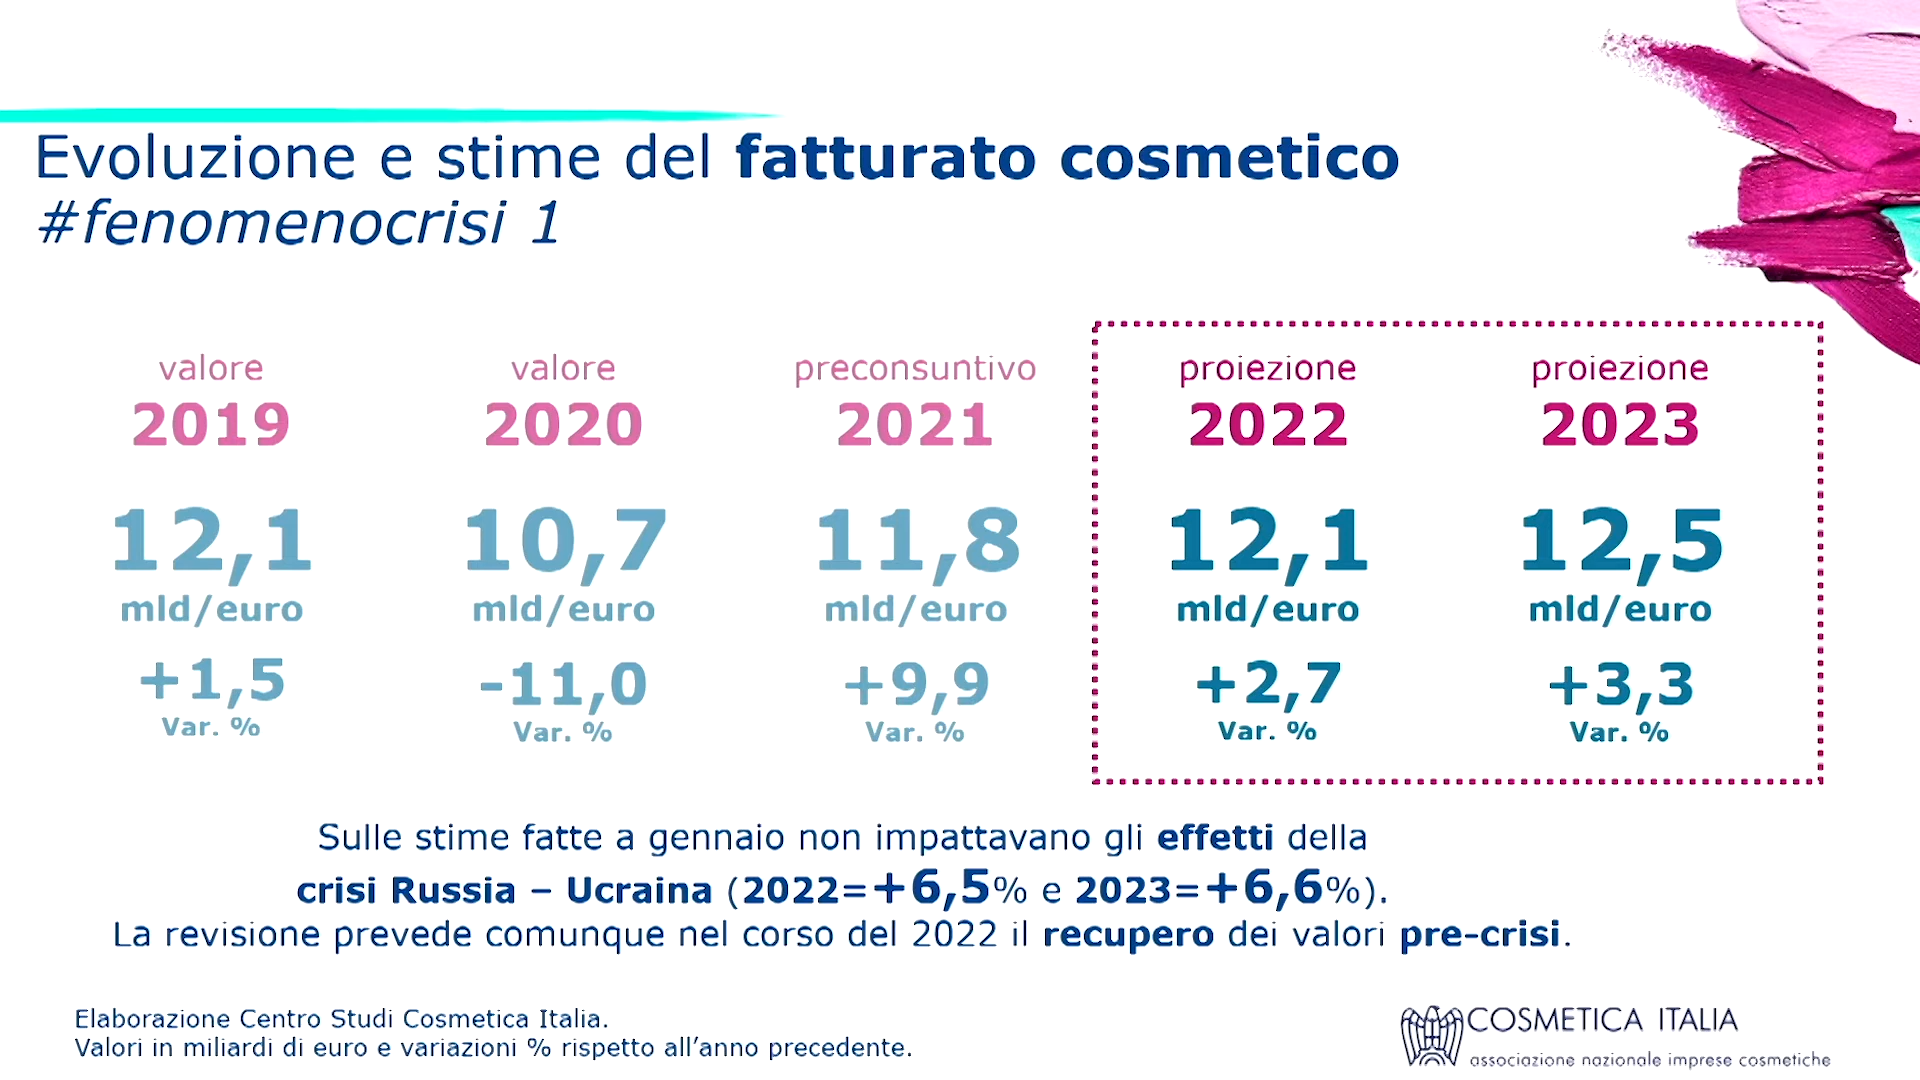 Evoluzione e stime del fatturato cosmetico
#fenomenocrisi 1
valore
2019
12,1
mld/euro
+1,5
Var. %
valore
2020
10,7
mld/euro
-11,0
Var. %
preconsuntivo
2021
11,8
mld/euro
+9,9
Var. %
proiezione
2022
12,1
mld/euro
+2,7
Var. %
proiezione
2023
12,5
mld/euro
+3,3
Var. %
Sulle stime fatte a gennaio non impattavano gli effetti della
crisi Russia – Ucraina (2022=+6,5% e 2023=+6,6%).
La revisione prevede comunque nel corso del 2022 il recupero dei valori pre-crisi.
Elaborazione Centro Studi Cosmetica Italia.
Valori in miliardi di euro e variazioni % rispetto all'anno precedente.
COSMETICA ITALIA
associazione nazionale imprese cosmetiche